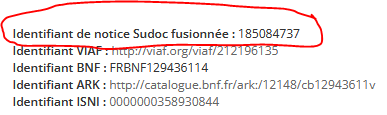 Identifiant de notice Sudoc fusionnée : 185084737
Identifiant VIAF : http://viaf.org/viaf/212196135
Identifiant BNF : FRBNF129436114
Identifiant ARK : http://catalogue.bnf.fr/ark:/12148/cb12943611v
Identifiant ISNI : 0000000358930844